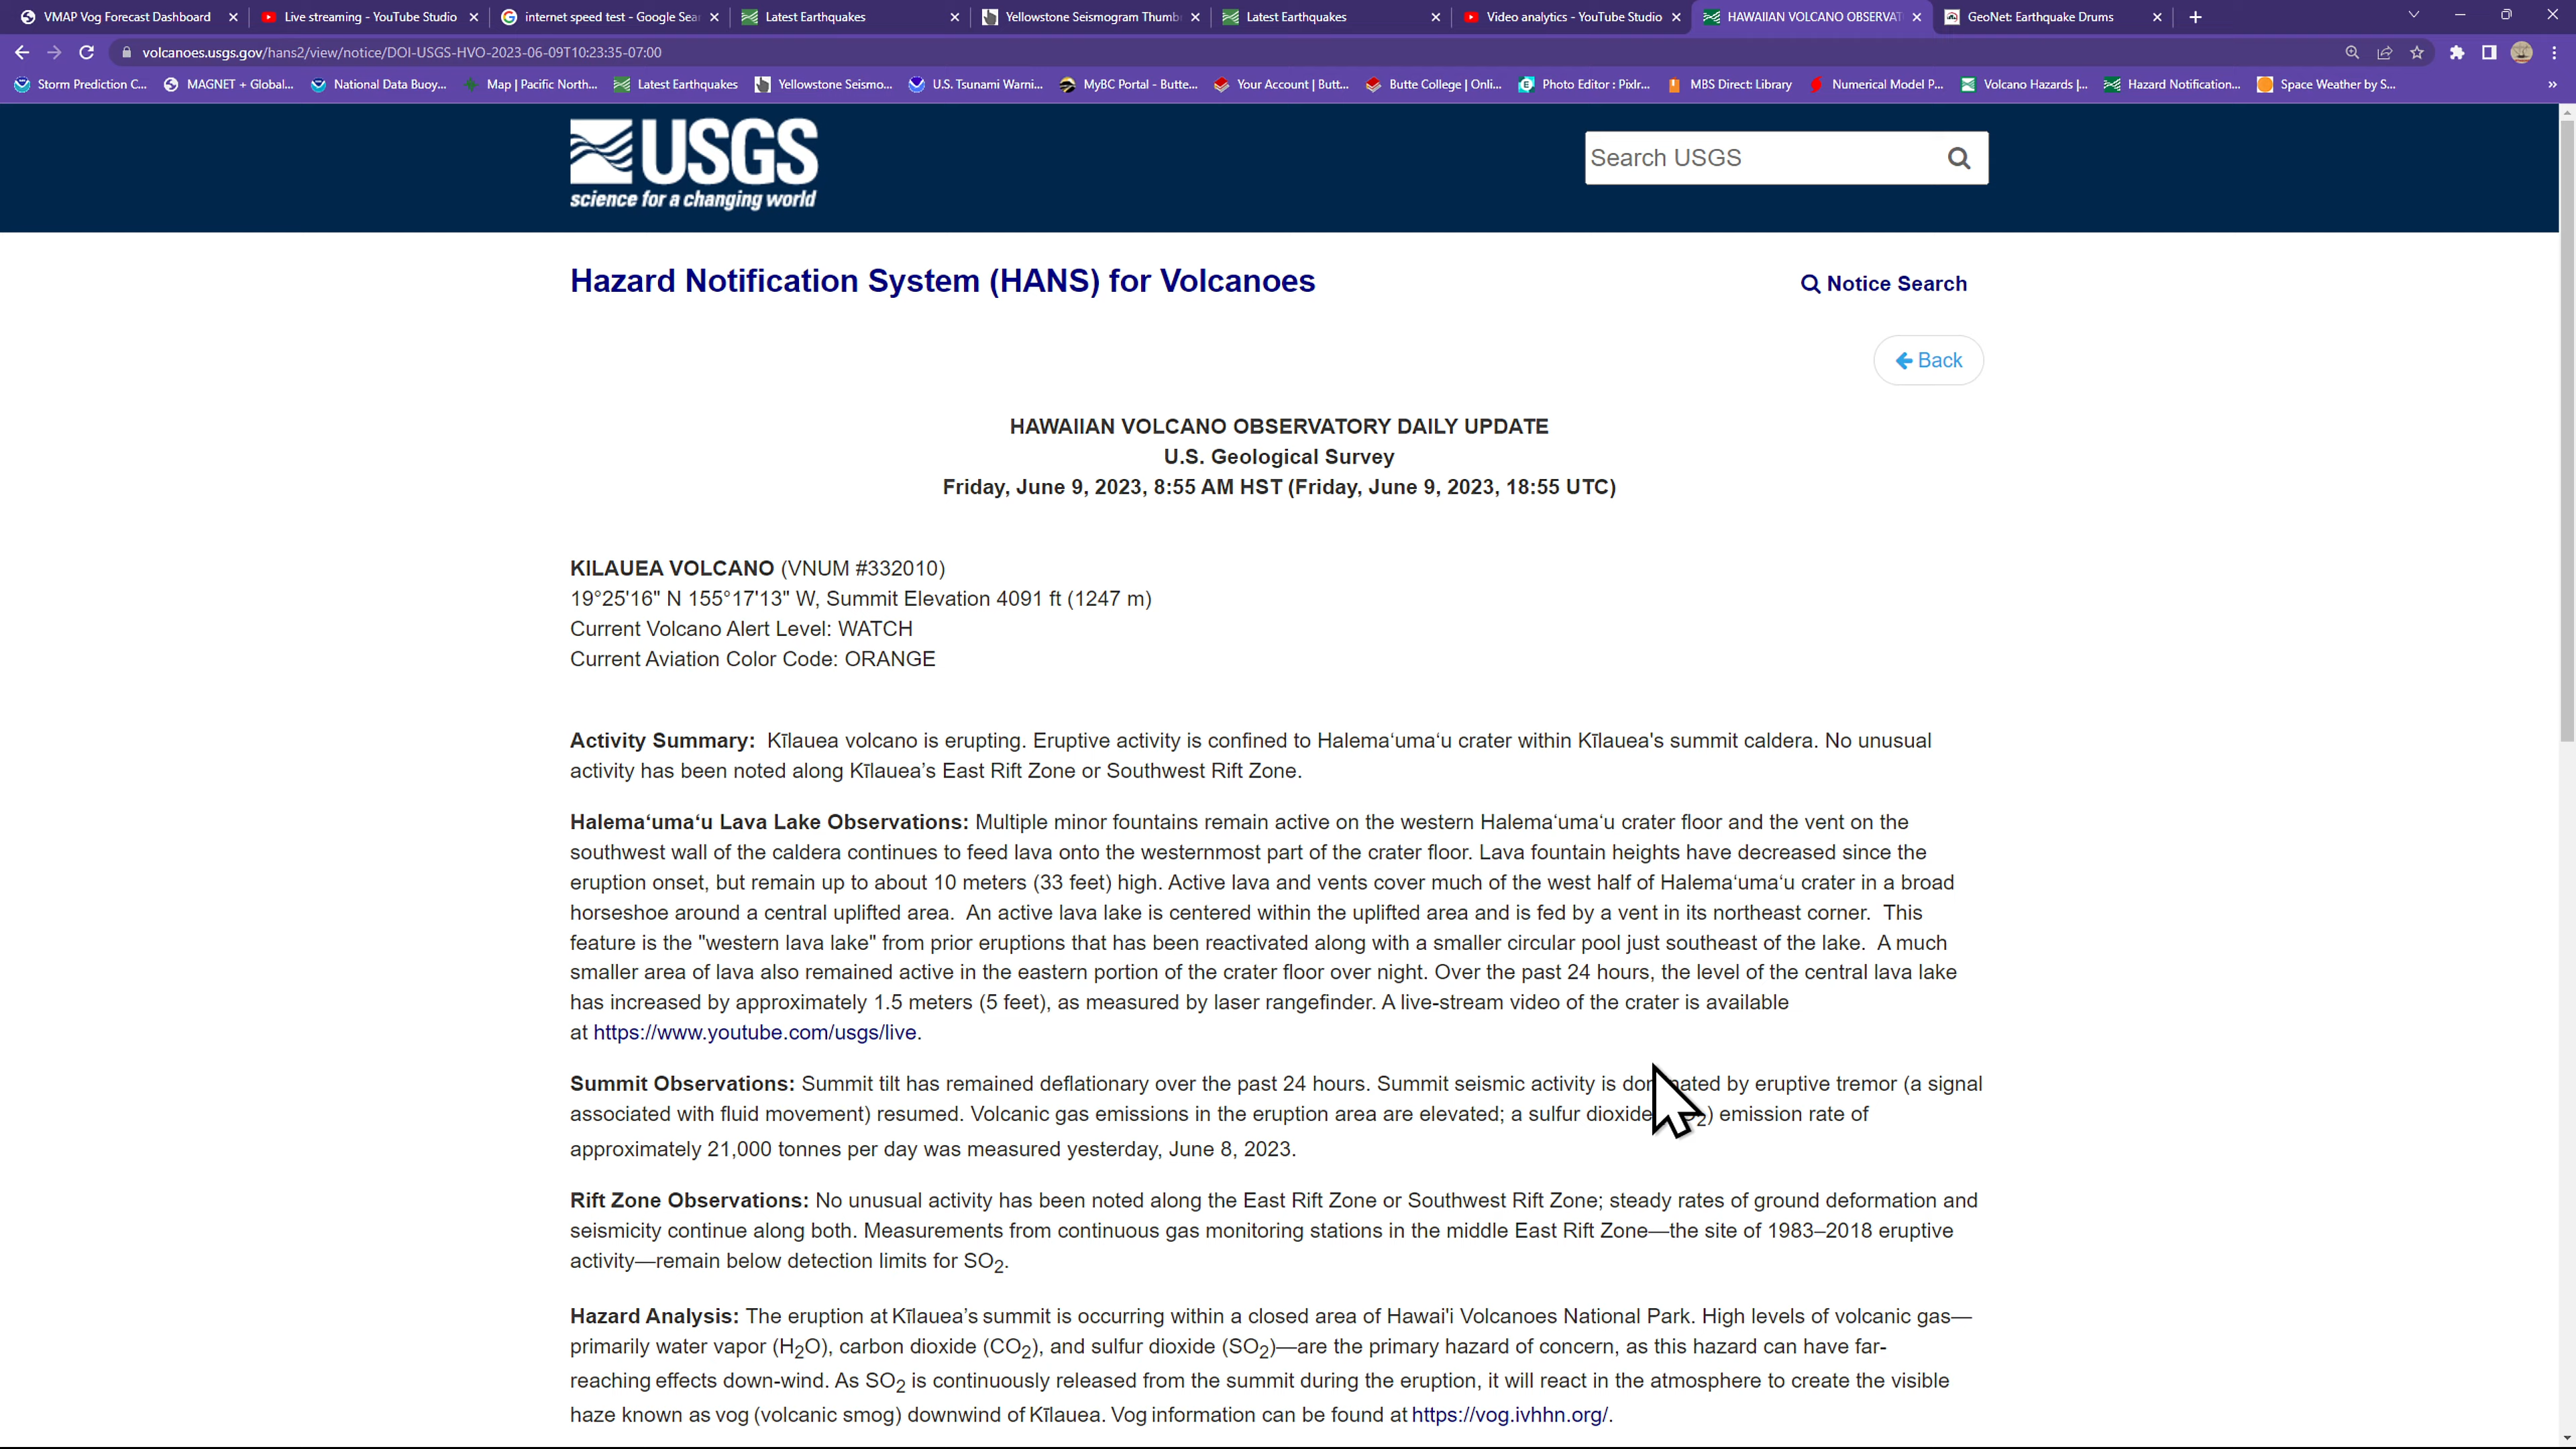 VMAP Vog Forecast Dashboard
Live streaming - YouTube Studio
internet speed test - Google Sea
Latest Earthquakes
Yellowstone Seismogram Thumb
Latest Earthquakes
Video analytics - YouTube Studio
HAWAIIAN VOLCANO OBSERVAT
GeoNet: Earthquake Drums
volcanoes.usgs.gov/hans2/view/notice/DOI-USGS-HVO-2023-06-09T10:23:35-07:00
Storm Prediction C...
MAGNET + Global...
National Data Buoy...
Map | Pacific North...
Latest Earthquakes
Yellowstone Seismo...
U.S. Tsunami Warni...
MyBC Portal - Butte...
Your Account | Butt...
Butte College | Onli...
Photo Editor : Pixlr...
MBS Direct: Library
Numerical Model P...
Volcano Hazards |...
Hazard Notification...
Space Weather by S...
»
USGS
science for a changing world
Search USGS
Hazard Notification System (HANS) for Volcanoes
Notice Search
Back
HAWAIIAN VOLCANO OBSERVATORY DAILY UPDATE
U.S. Geological Survey
Friday, June 9, 2023, 8:55 AM HST (Friday, June 9, 2023, 18:55 UTC)
KILAUEA VOLCANO (VNUM #332010)
19°25'16" N 155°17'13" W, Summit Elevation 4091 ft (1247 m)
Current Volcano Alert Level: WATCH
Current Aviation Color Code: ORANGE
Activity Summary: Kīlauea volcano is erupting. Eruptive activity is confined to Halemaʻumaʻu crater within Kīlauea's summit caldera. No unusual
activity has been noted along Kīlauea’s East Rift Zone or Southwest Rift Zone.
Halemaʻumaʻu Lava Lake Observations: Multiple minor fountains remain active on the western Halemaʻumaʻu crater floor and the vent on the
southwest wall of the caldera continues to feed lava onto the westernmost part of the crater floor. Lava fountain heights have decreased since the
eruption onset, but remain up to about 10 meters (33 feet) high. Active lava and vents cover much of the west half of Halemaʻumaʻu crater in a broad
horseshoe around a central uplifted area. An active lava lake is centered within the uplifted area and is fed by a vent in its northeast corner. This
feature is the "western lava lake" from prior eruptions that has been reactivated along with a smaller circular pool just southeast of the lake. A much
smaller area of lava also remained active in the eastern portion of the crater floor over night. Over the past 24 hours, the level of the central lava lake
has increased by approximately 1.5 meters (5 feet), as measured by laser rangefinder. A live-stream video of the crater is available
at https://www.youtube.com/usgs/live.
Summit Observations: Summit tilt has remained deflationary over the past 24 hours. Summit seismic activity is dominated by eruptive tremor (a signal
associated with fluid movement) resumed. Volcanic gas emissions in the eruption area are elevated; a sulfur dioxide 2) emission rate of
approximately 21,000 tonnes per day was measured yesterday, June 8, 2023.
Rift Zone Observations: No unusual activity has been noted along the East Rift Zone or Southwest Rift Zone; steady rates of ground deformation and
seismicity continue along both. Measurements from continuous gas monitoring stations in the middle East Rift Zone—the site of 1983–2018 eruptive
activity—remain below detection limits for SO2.
Hazard Analysis: The eruption at Kīlauea’s summit is occurring within a closed area of Hawai'i Volcanoes National Park. High levels of volcanic gas—
primarily water vapor (H2O), carbon dioxide (CO2), and sulfur dioxide (SO2)—are the primary hazard of concern, as this hazard can have far-
reaching effects down-wind. As SO2 is continuously released from the summit during the eruption, it will react in the atmosphere to create the visible
haze known as vog (volcanic smog) downwind of Kīlauea. Vog information can be found at https://vog.ivhhn.org/.